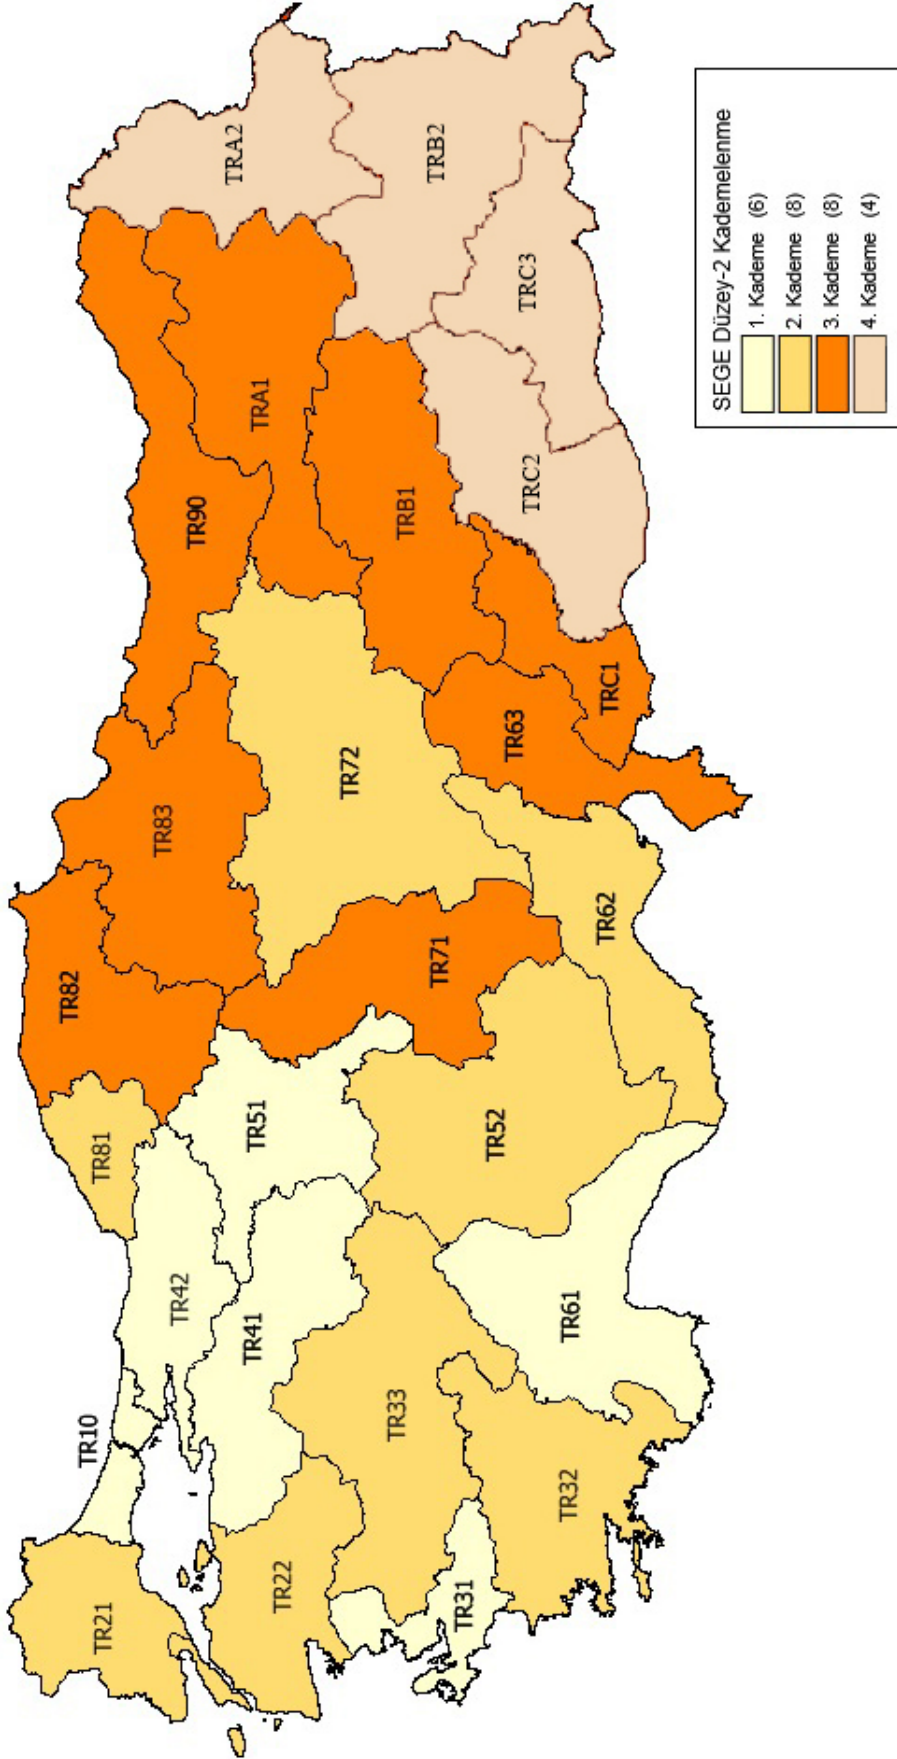 TR10
TR21
TR22
TR81
TR82
TR83
TR90
TRA1
TRA2
TR42
TR41
TR51
TR72
TR71
TRB1
TRB2
TR33
TR31
TR32
TR61
TR52
TR62
TR63
TRC1
TRC2
TRC3
SEGE Düzey-2 Kademelenme
1. Kademe (6)
2. Kademe (8)
3. Kademe (8)
4. Kademe (4)